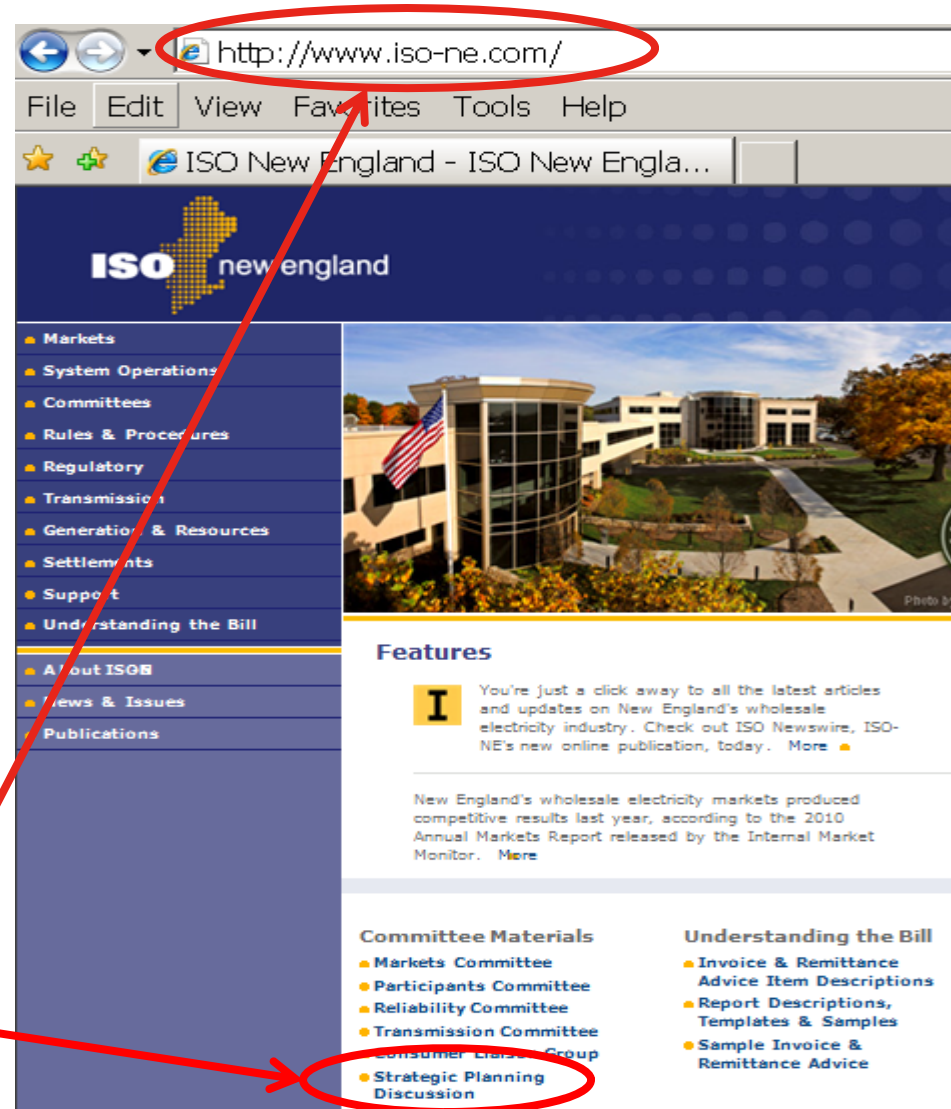 http://www.iso-ne.com/
File Edit View Favorites Tools Help
ISO New England - ISO New Engla...
ISO new england
Markets
System Operations
Committees
Rules & Procedures
Regulatory
Transmission
Generation & Resources
Settlements
Support
Understanding the Bill
About ISO
News & Issues
Publications
Photo by
Features
I
You're just a click away to all the latest articles
and updates on New England's wholesale
electricity industry. Check out ISO Newswire, ISO-
NE's new online publication, today. More
New England's wholesale electricity markets produced
competitive results last year, according to the 2010
Annual Markets Report released by the Internal Market
Monitor. More
Committee Materials
Markets Committee
Participants Committee
Reliability Committee
Transmission Committee
Consumer Liaison Group
Strategic Planning
Discussion
Understanding the Bill
Invoice & Remittance
Advice Item Descriptions
Report Descriptions,
Templates & Samples
Sample Invoice &
Remittance Advice